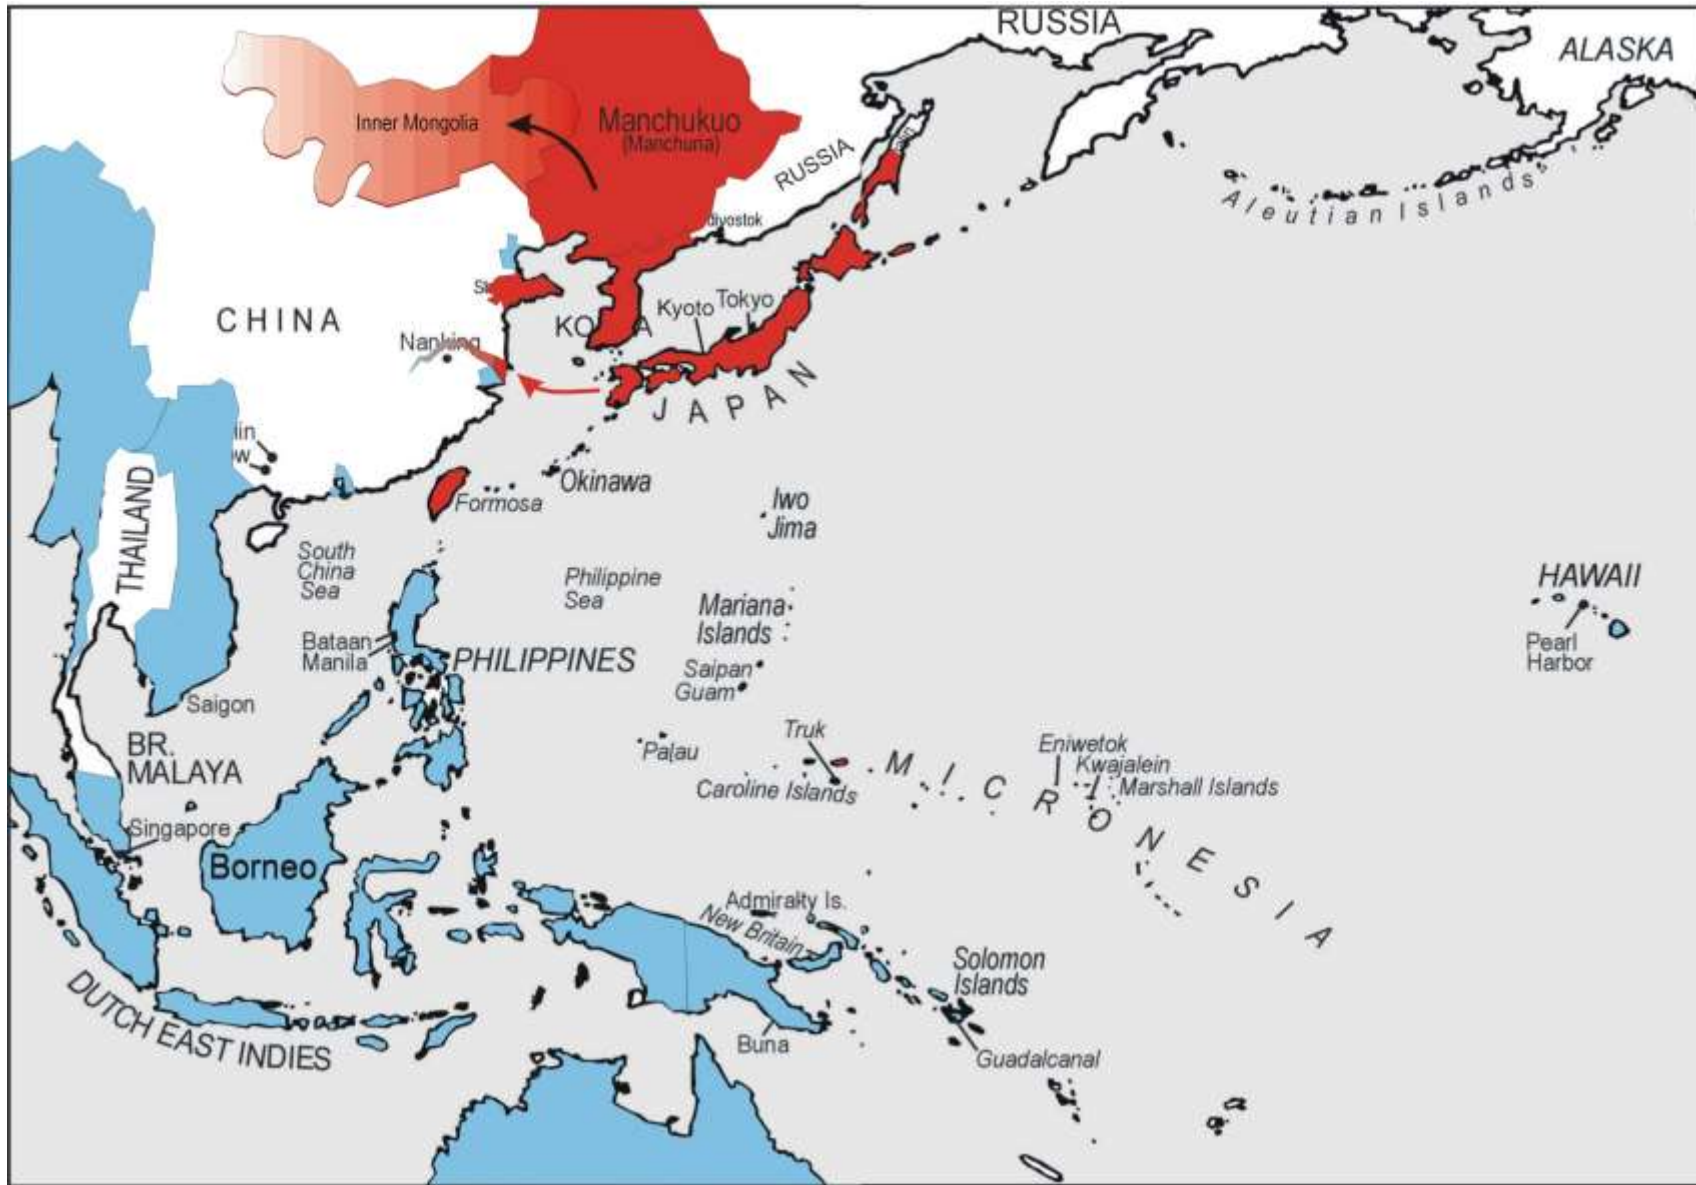 RUSSIA
ALASKA
Inner Mongolia
Manchukuo
(Manchuria)
RUSSIA
Aleutian Islands
diyostok
CHINA
Kyoto
Tokyo
Nanking
JAPAN
Okinawa
Formosa
Iwo
Jima
THAILAND
South
China
Sea
Philippine
Sea
HAWAII
Mariana
Islands
Pearl
Harbor
Bataan
Manila
PHILIPPINES
Saipan
Guam
Saigon
Truk
Palau
BR.
MALAYA
Eniwetok
Kwajalein
Marshall Islands
Caroline Islands
MICRONESIA
Singapore
Borneo
Admiralty Is.
New Britain
Solomon
Islands
DUTCH EAST INDIES
Buna
Guadalcanal